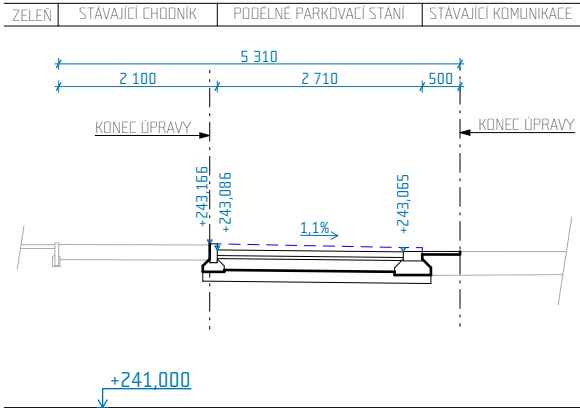 ZELEŇ STÁVAJÍCÍ CHODNÍK PODÉLNÉ PARKOVACÍ STÁNÍ STÁVAJÍCÍ KOMUNIKACE
5 310
2 100 2 710 500
KONEC ÚPRAVY KONEC ÚPRAVY
+243,166
+243,086
+243,065
1,1%
+241,000